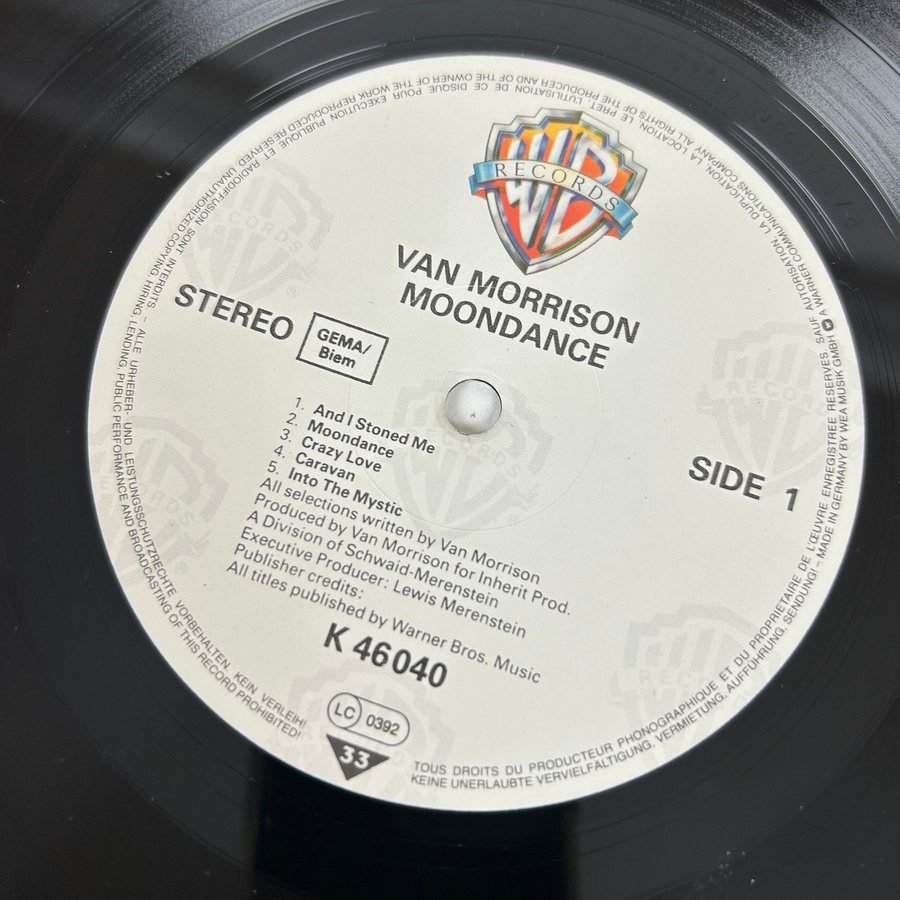 WB
RECORDS
VAN MORRISON
MOONDANCE
STEREO
GEMA/
Biem
SIDE 1
1. And I Stoned Me
2. Moondance
3. Crazy Love
4. Caravan
5. Into The Mystic
All selections written by Van Morrison
Produced by Van Morrison for Inherit Prod.
A Division of Schwaid-Merenstein
Executive Producer: Lewis Merenstein
Publisher credits:
All titles published by Warner Bros. Music
K 46040
LC 0392
33
TOUS DROITS DU PRODUCTEUR PHONOGRAPHIQUE ET DU PROPRIETAIRE DE L'ŒUVRE ENREGISTREE RESERVES. SAUF AUTORISATION, LA DUPLICATION, LA LOCATION, LE PRET, L'UTILISATION DE CE DISQUE POUR EXECUTION PUBLIQUE ET RADIODIFFUSION SONT INTERDITS – ALLE URHEBER- UND LEISTUNGSSCHUTZRECHTE VORBEHALTEN. KEIN VERLEIH!
KEINE UNERLAUBTE VERVIELFÄLTIGUNG, VERMIETUNG, AUFFÜHRUNG, SENDUNG! – MADE IN GERMANY BY WEA MUSIK GMBH A WARNER COMMUNICATIONS COMPANY ALL RIGHTS OF THE PRODUCER AND OF THE OWNER OF THE WORK REPRODUCED RESERVED UNAUTHORIZED COPYING HIRING, LENDING, PUBLIC PERFORMANCE AND BROADCASTING OF THIS RECORD PROHIBITED!